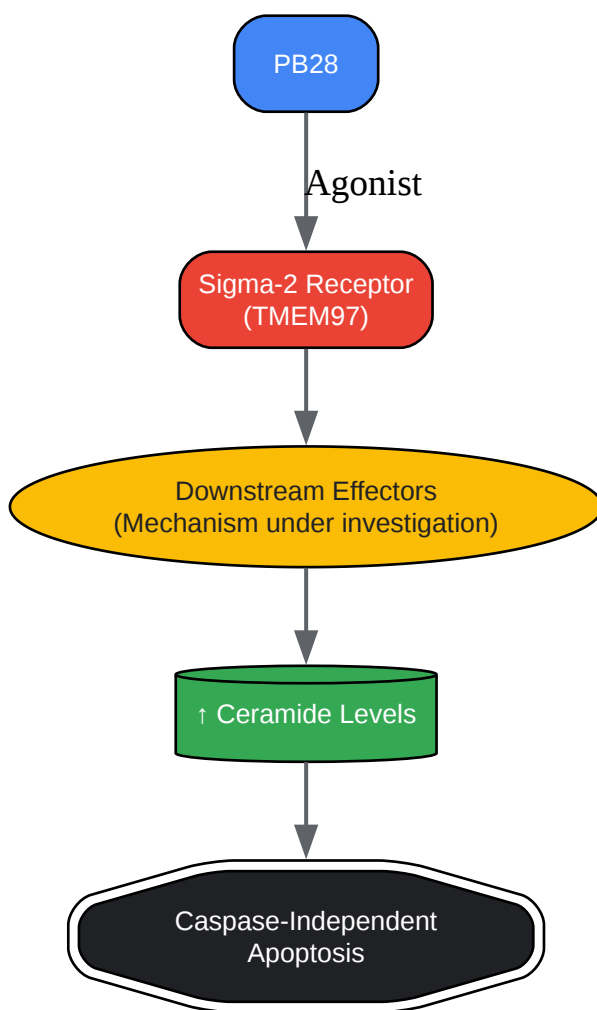 PB28
Agonist
Sigma-2 Receptor
(TMEM97)
Downstream Effectors
(Mechanism under investigation)
↑ Ceramide Levels
Caspase-Independent
Apoptosis